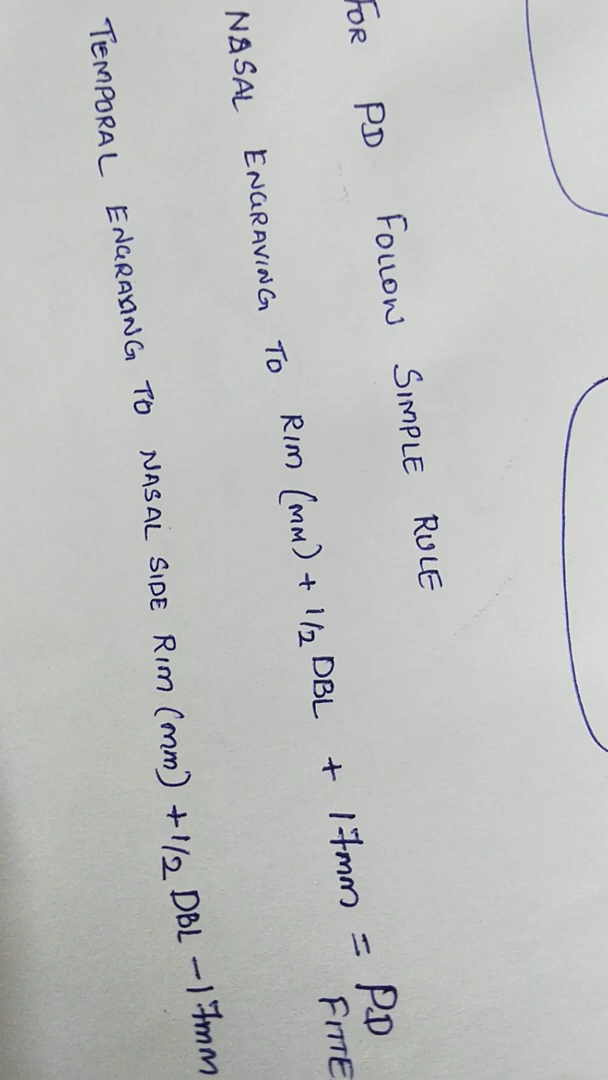 FOR PD FOLLOW SIMPLE RULE
NASAL ENGRAVING TO RIM (MM) + 1/2 DBL + 17mm = PD
FITTE
TEMPORAL ENGRAVING TO NASAL SIDE RIM (mm) + 1/2 DBL - 17mm